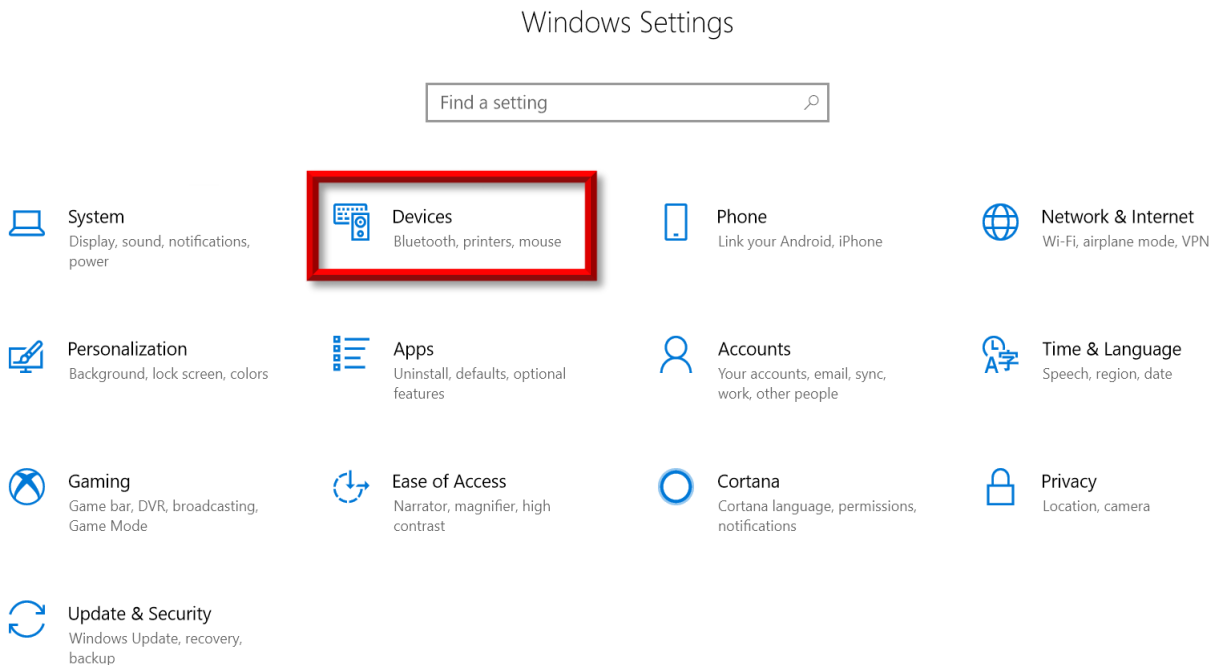 Windows Settings
Find a setting
System
Display, sound, notifications,
power
Devices
Bluetooth, printers, mouse
Phone
Link your Android, iPhone
Network & Internet
Wi-Fi, airplane mode, VPN
Personalization
Background, lock screen, colors
Apps
Uninstall, defaults, optional
features
Accounts
Your accounts, email, sync,
work, other people
Time & Language
Speech, region, date
Gaming
Game bar, DVR, broadcasting,
Game Mode
Ease of Access
Narrator, magnifier, high
contrast
Cortana
Cortana language, permissions,
notifications
Privacy
Location, camera
Update & Security
Windows Update, recovery,
backup